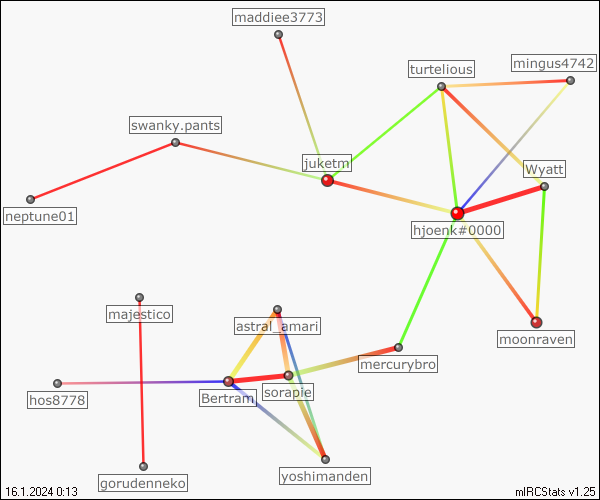 maddiee3773
turtelious
mingus4742
swanky.pants
juketm
Wyatt
neptune01
hjoenk#0000
majestico
astral_amari
moonraven
mercurybro
hos8778
Bertram
sorapie
gorudenneko
yoshimanden
16.1.2024 0:13
mIRCStats v1.25